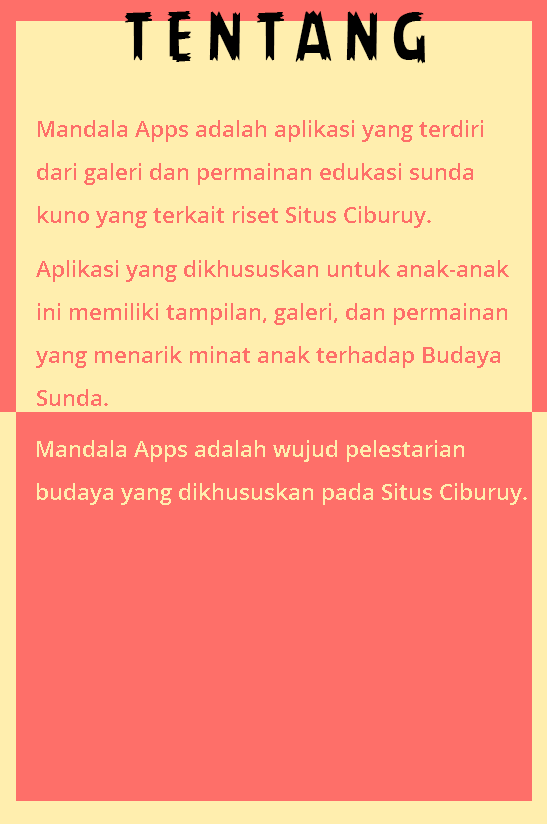 TENTANG
Mandala Apps adalah aplikasi yang terdiri
dari galeri dan permainan edukasi sunda
kuno yang terkait riset Situs Ciburuy.
Aplikasi yang dikhususkan untuk anak-anak
ini memiliki tampilan, galeri, dan permainan
yang menarik minat anak terhadap Budaya
Sunda.
Mandala Apps adalah wujud pelestarian
budaya yang dikhususkan pada Situs Ciburuy.